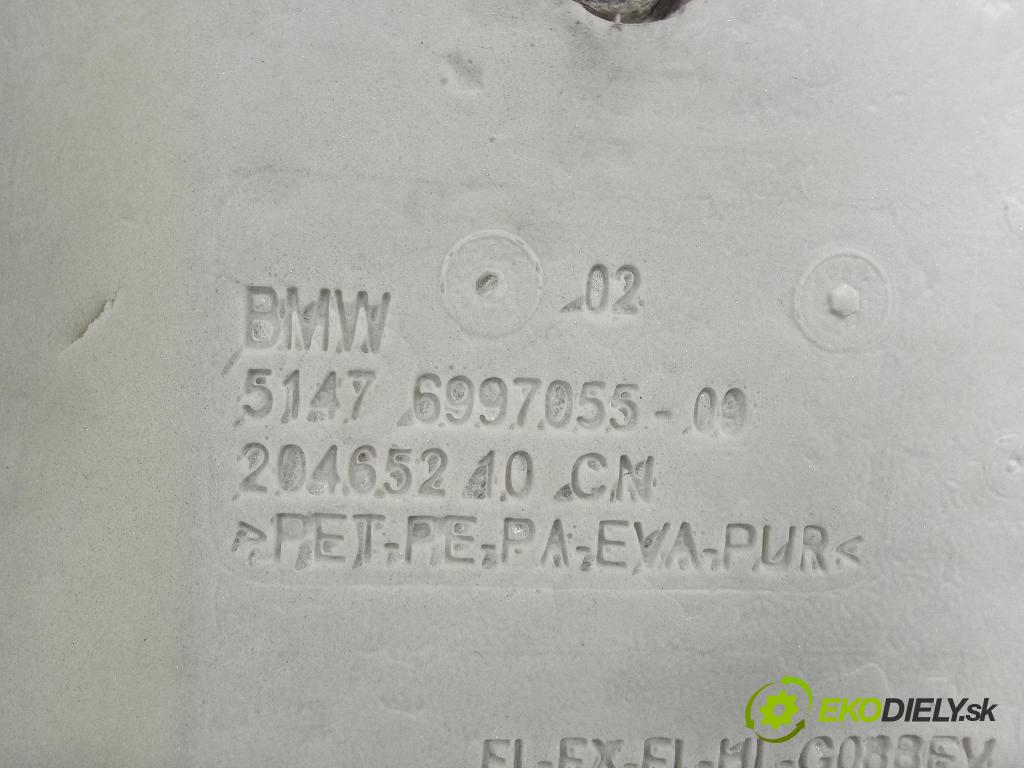 BMW 02
5147 6997055-09
20465210 CN
>PET-PE-PA-EVA-PUR<
EKODIELY.sk